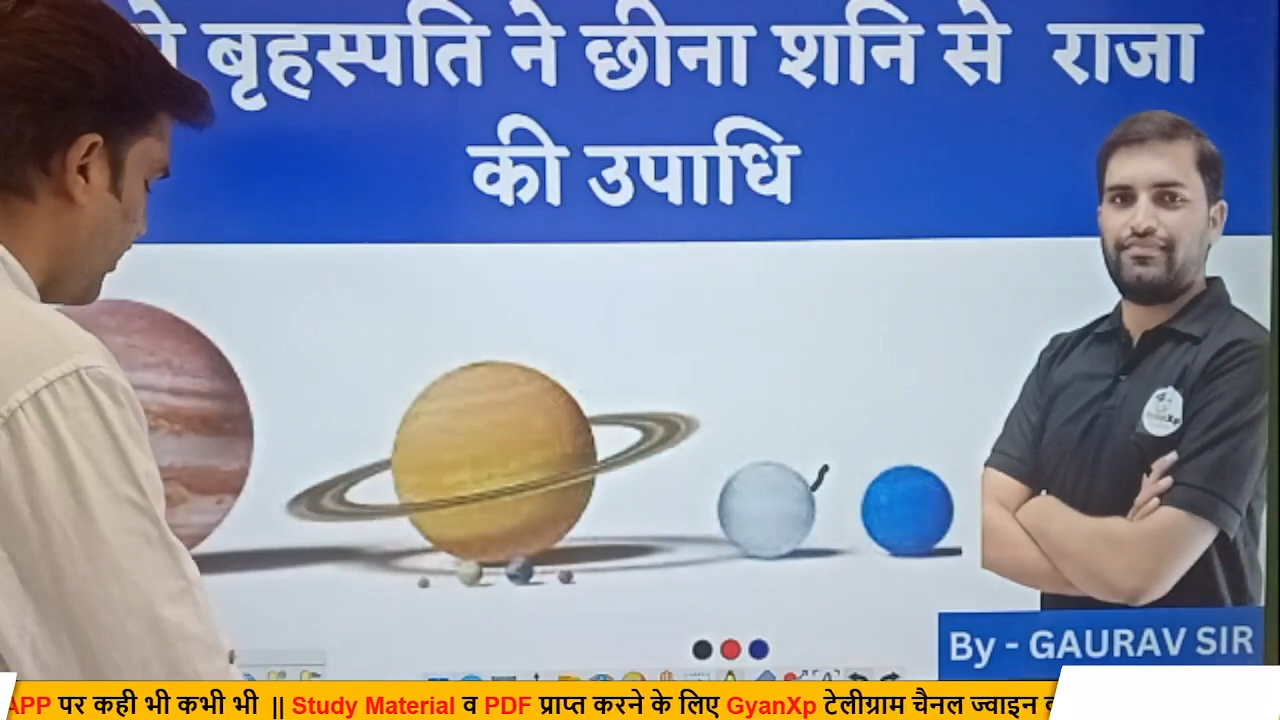 बृहस्पति ने छीना शनि से राजा
की उपाधि
By - GAURAV SIR
APP पर कही भी कभी भी || Study Material व PDF प्राप्त करने के लिए GyanXp टेलीग्राम चैनल ज्वाइन